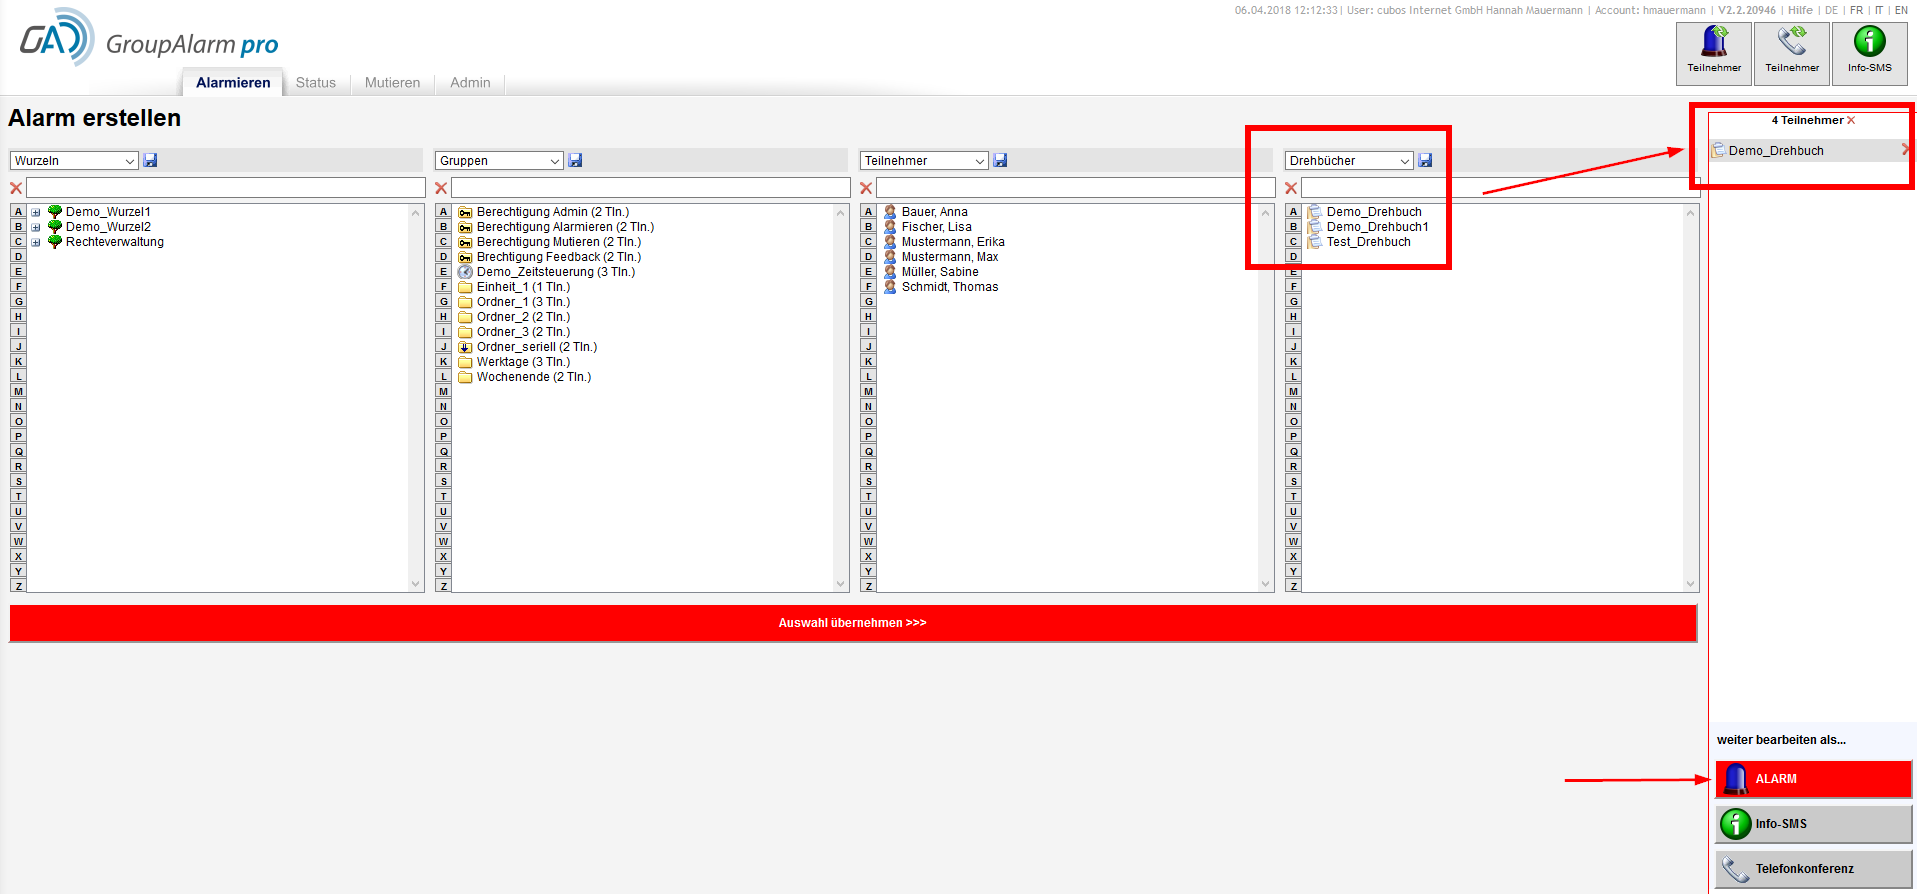 06.04.2018 12:12:33| User: cubos Internet GmbH Hannah Mauermann | Account: hmauermann | V2.2.20946 | Hilfe | DE | FR | IT | EN
GroupAlarm pro
Teilnehmer Teilnehmer Info-SMS
Alarmieren Status Mutieren Admin
Alarm erstellen
4 Teilnehmer
Demo_Drehbuch
Wurzeln
A
B
C
D
E
F
G
H
I
J
K
L
M
N
O
P
Q
R
S
T
U
V
W
X
Y
Z
Demo_Wurzel1
Demo_Wurzel2
Rechteverwaltung
Gruppen
A
B
C
D
E
F
G
H
I
J
K
L
M
N
O
P
Q
R
S
T
U
V
W
X
Y
Z
Berechtigung Admin (2 Tln.)
Berechtigung Alarmieren (2 Tln.)
Berechtigung Mutieren (2 Tln.)
Brechtigung Feedback (2 Tln.)
Demo_Zeitsteuerung (3 Tln.)
Einheit_1 (1 Tln.)
Ordner_1 (3 Tln.)
Ordner_2 (2 Tln.)
Ordner_3 (2 Tln.)
Ordner_seriell (2 Tln.)
Werktage (3 Tln.)
Wochenende (2 Tln.)
Teilnehmer
A
B
C
D
E
F
G
H
I
J
K
L
M
N
O
P
Q
R
S
T
U
V
W
X
Y
Z
Bauer, Anna
Fischer, Lisa
Mustermann, Erika
Mustermann, Max
Müller, Sabine
Schmidt, Thomas
Drehbücher
A
B
C
D
E
F
G
H
I
J
K
L
M
N
O
P
Q
R
S
T
U
V
W
X
Y
Z
Demo_Drehbuch
Demo_Drehbuch1
Test_Drehbuch
Auswahl übernehmen >>>
weiter bearbeiten als...
ALARM
Info-SMS
Telefonkonferenz